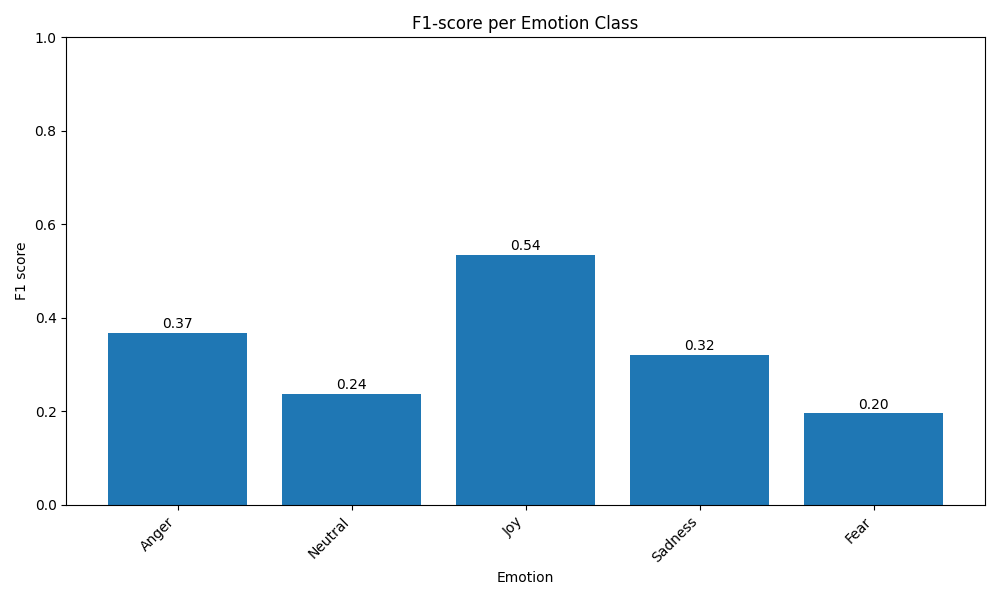 F1-score per Emotion Class
F1 score
1.0
0.8
0.6
0.4
0.2
0.0
0.37
0.24
0.54
0.32
0.20
Anger
Neutral
Joy
Sadness
Fear
Emotion